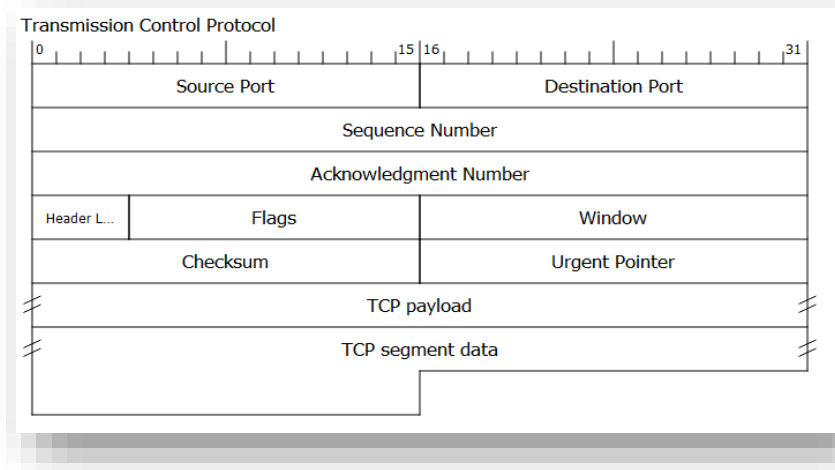 Transmission Control Protocol
0 15 16 31
Source Port Destination Port
Sequence Number
Acknowledgment Number
Header L... Flags Window
Checksum Urgent Pointer
TCP payload
TCP segment data